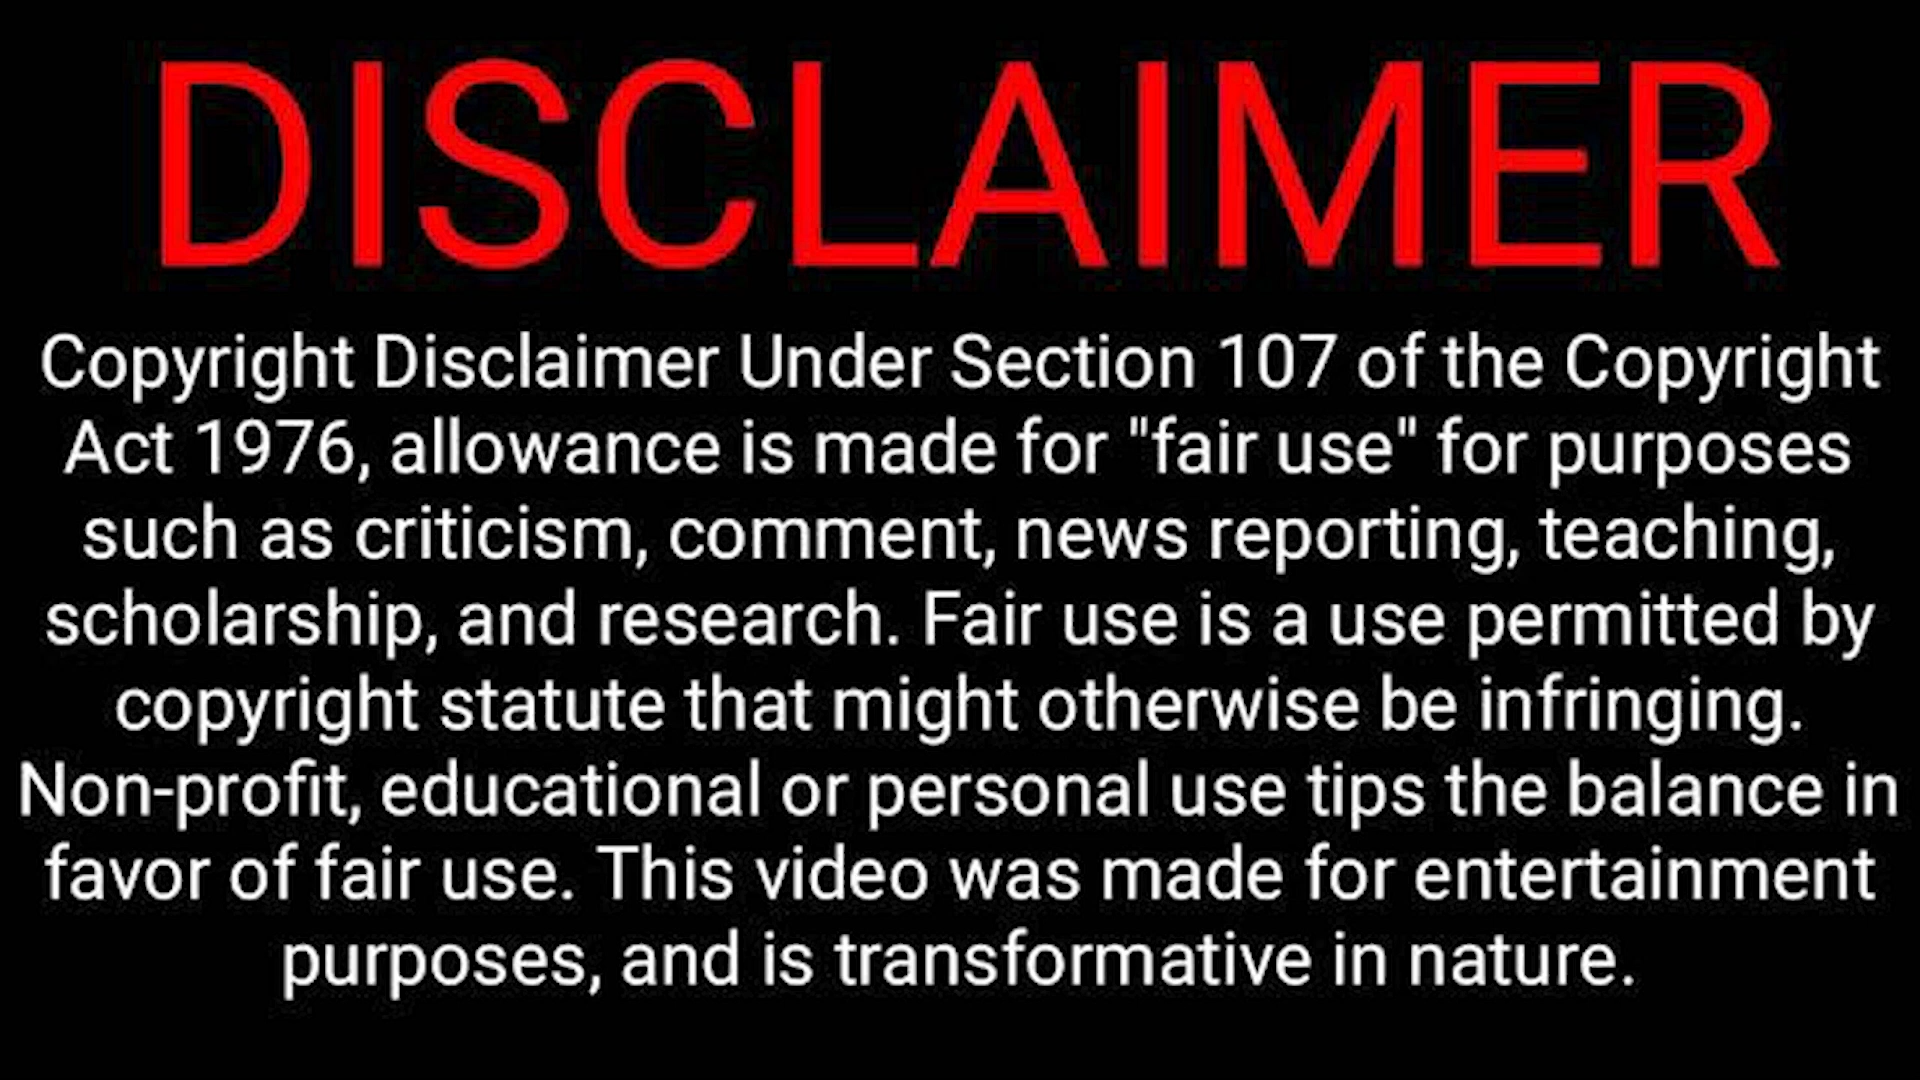 DISCLAIMER
Copyright Disclaimer Under Section 107 of the Copyright
Act 1976, allowance is made for "fair use" for purposes
such as criticism, comment, news reporting, teaching,
scholarship, and research. Fair use is a use permitted by
copyright statute that might otherwise be infringing.
Non-profit, educational or personal use tips the balance in
favor of fair use. This video was made for entertainment
purposes, and is transformative in nature.